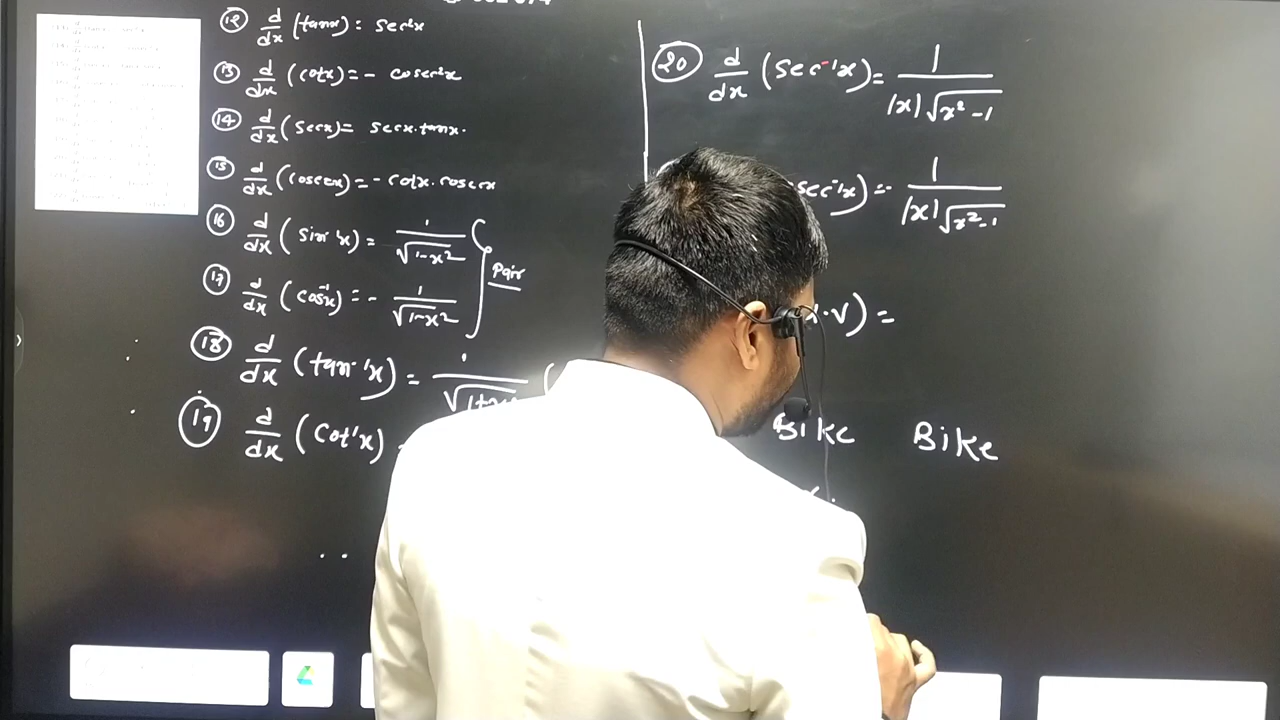 ⑫ d/dx (tanx) = sec²x
⑬ d/dx (cotx) = - cosec²x
⑭ d/dx (secx) = secx.tanx.
⑮ d/dx (cosecx) = - cotx.cosecx
⑯ d/dx (sin⁻¹x) = 1/√1-x²
Pair
⑰ d/dx (cos⁻¹x) = - 1/√1-x²
⑱ d/dx (tan⁻¹x) = 1/√1+x
⑲ d/dx (cot⁻¹x)
⑳ d/dx (sec⁻¹x) = 1/|x|√x²-1
sec⁻¹x) = - 1/|x|√x²-1
.v) =
Bike Bike